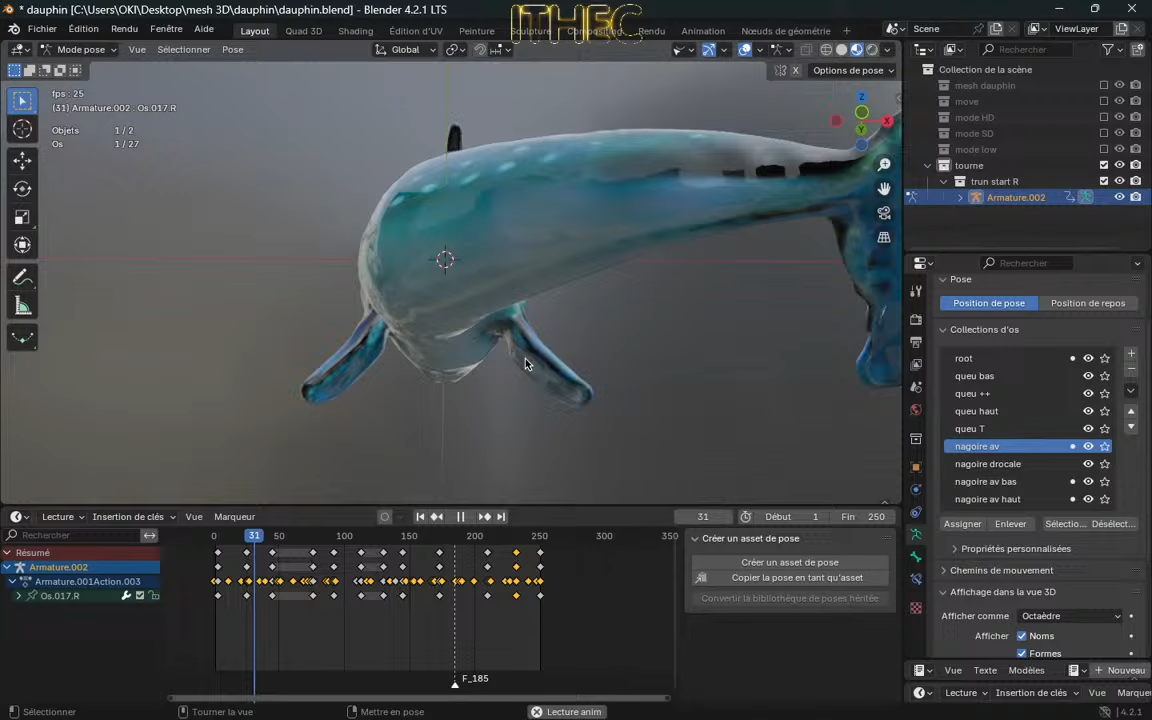 * dauphin [C:\Users\OKI\Desktop\mesh 3D\dauphin\dauphin.blend] - Blender 4.2.1 LTS
ITHEC
Fichier Édition Rendu Fenêtre Aide Layout Quad 3D Shading Édition d'UV Peinture Sculpture Compositing Rendu Animation Nœuds de géométrie + Scene ViewLayer
Mode pose Vue Sélectionner Pose Global Rechercher
X Options de pose
Collection de la scène
fps : 25
(31) Armature.002 : Os.017.R
Objets 1 / 2
Os 1 / 27
Z
X
Y
mesh dauphin
move
mode HD
mode SD
mode low
tourne
trun start R
Armature.002
Rechercher
Pose
Position de pose Position de repos
Collections d'os
root
queu bas
queu ++
queu haut
queu T
nagoire av
nagoire drocale
nagoire av bas
nagoire av haut
Assigner Enlever Sélectio... Désélect...
Propriétés personnalisées
Chemins de mouvement
Affichage dans la vue 3D
Afficher comme Octaèdre
Afficher Noms
Formes
Lecture Insertion de clés Vue Marqueur 31 Début 1 Fin 250
Rechercher 0 31 50 100 150 200 250 300 350
Résumé
Armature.002
Armature.001Action.003
Os.017.R
F_185
Créer un asset de pose
Créer un asset de pose
Copier la pose en tant qu'asset
Convertir la bibliothèque de poses héritée
Vue Texte Modèles + Nouveau
Lecture Insertion de clés Vue Marque
Sélectionner Tourner la vue Mettre en pose Lecture anim 4.2.1